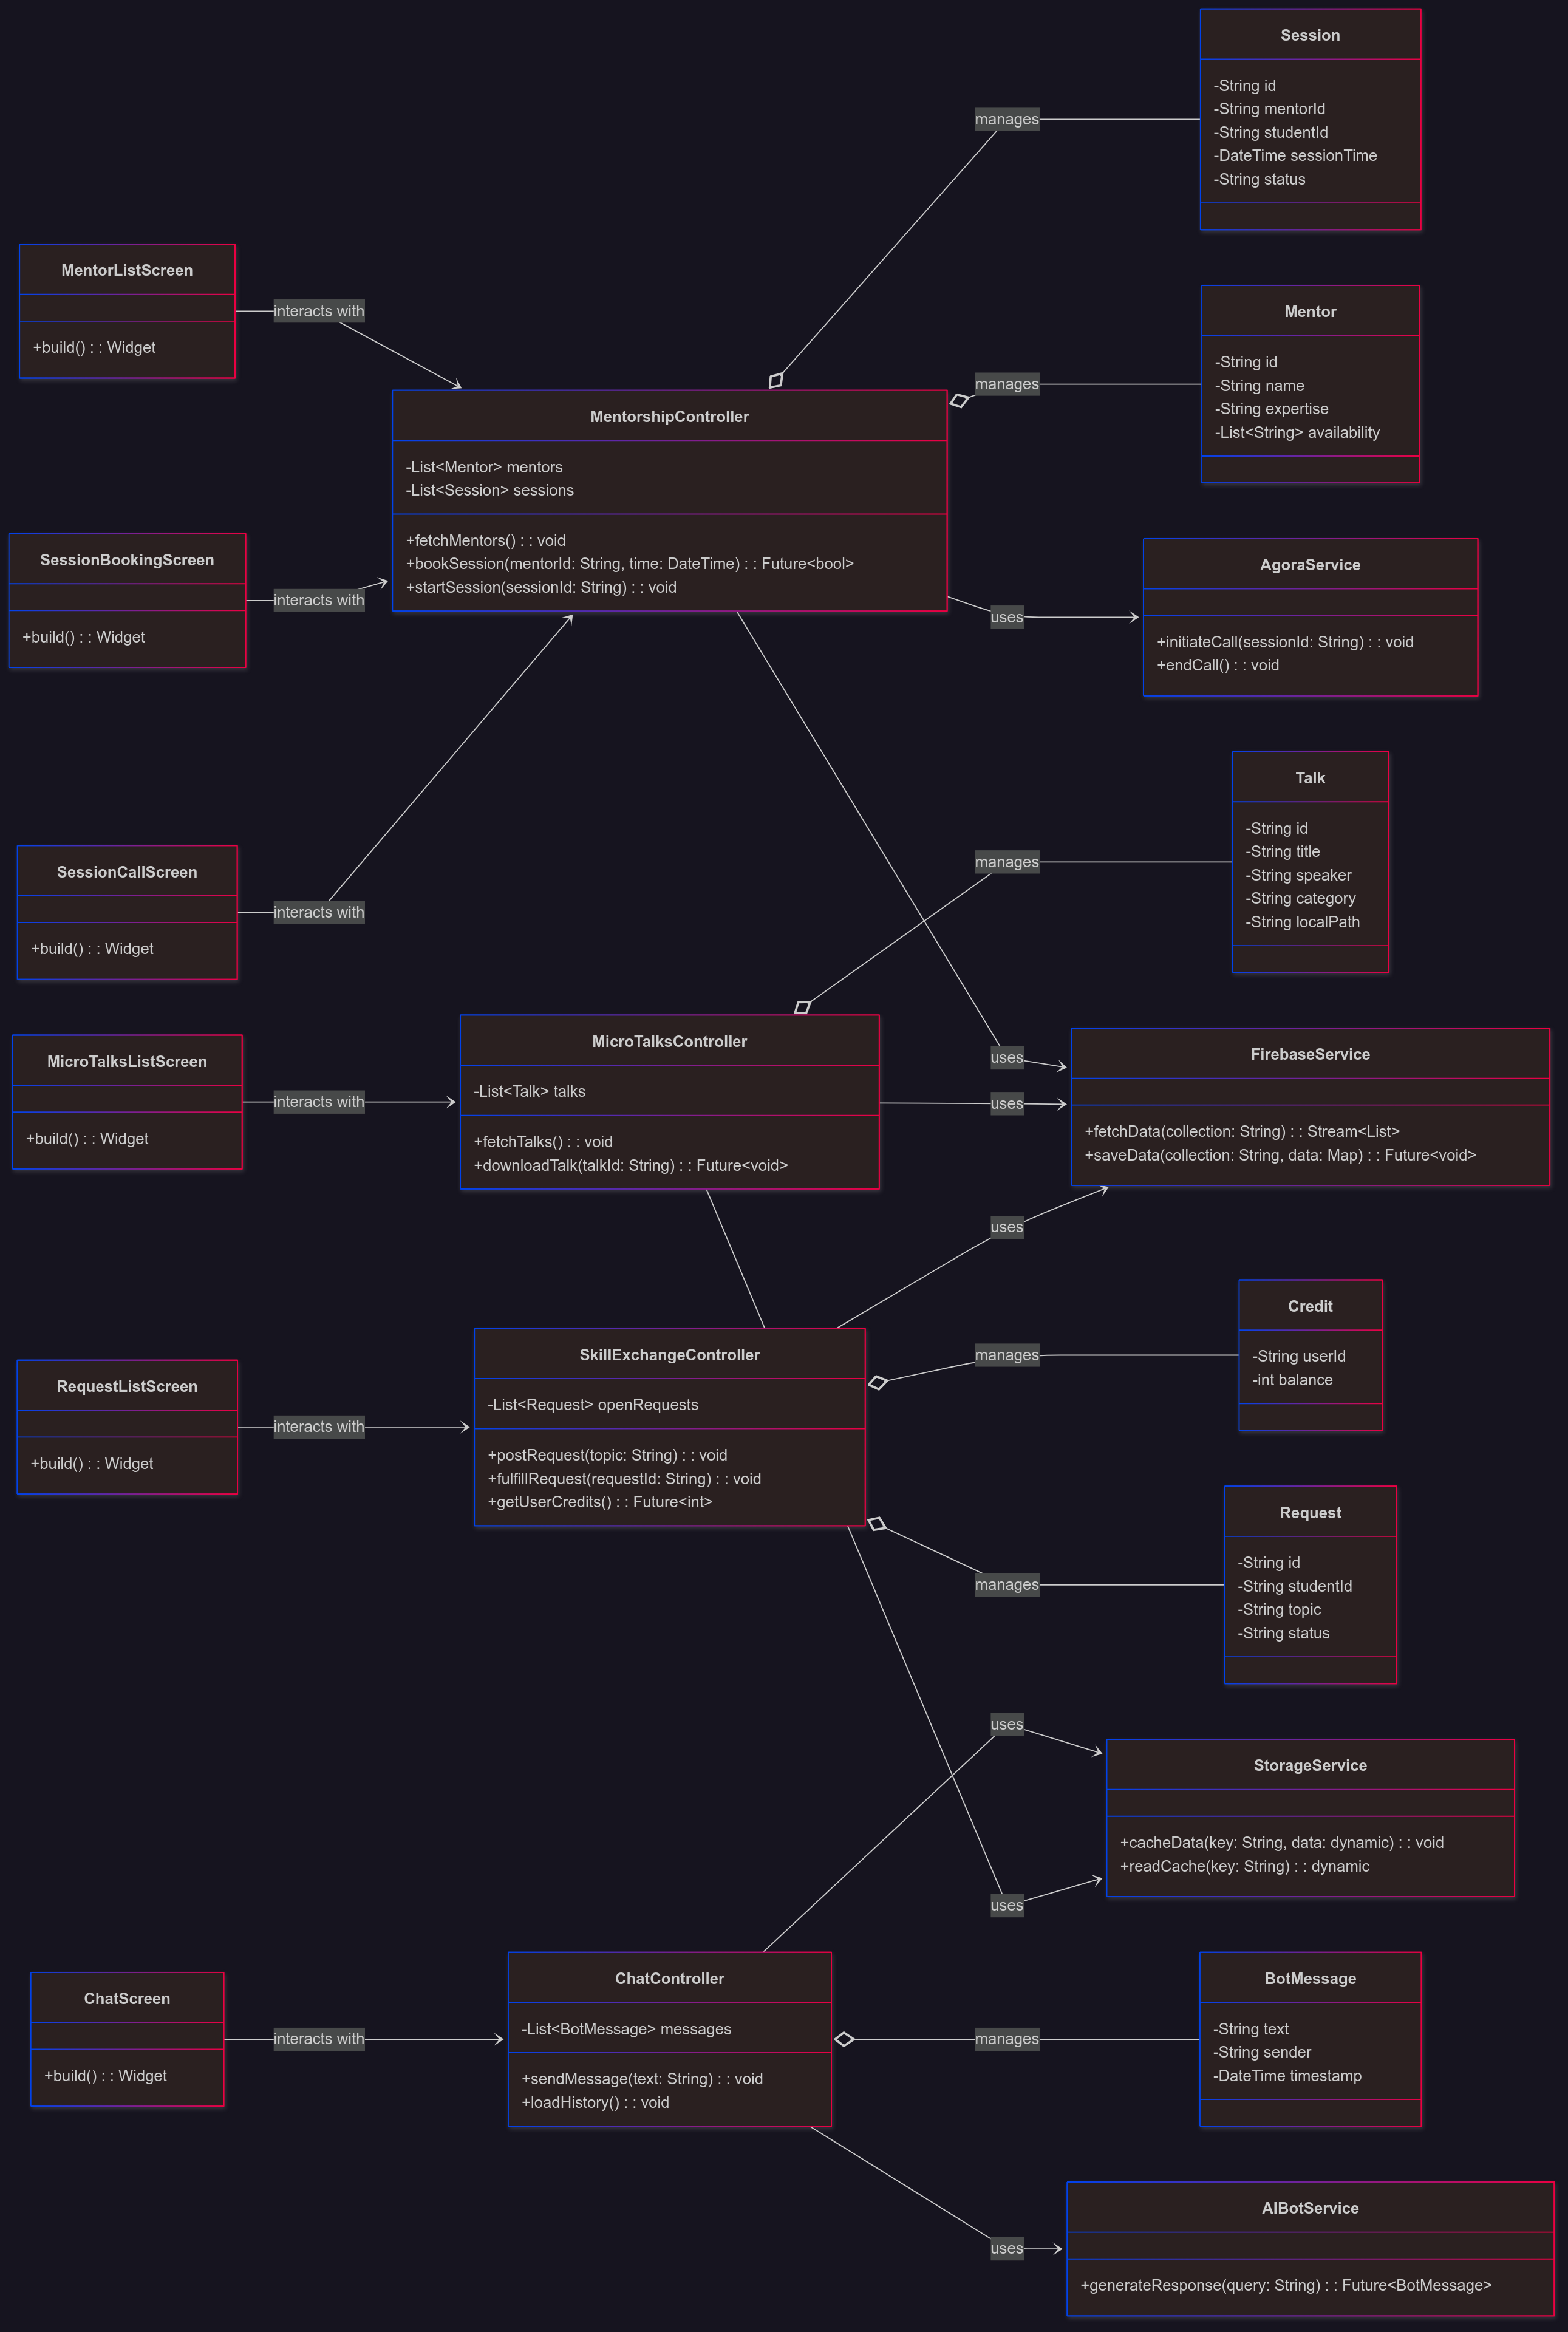 Session
-String id
-String mentorId
-String studentId
-DateTime sessionTime
-String status
manages
MentorListScreen
+build() : : Widget
interacts with
Mentor
-String id
-String name
-String expertise
-List<String> availability
manages
MentorshipController
-List<Mentor> mentors
-List<Session> sessions
+fetchMentors() : : void
+bookSession(mentorId: String, time: DateTime) : : Future<bool>
+startSession(sessionId: String) : : void
SessionBookingScreen
+build() : : Widget
interacts with
AgoraService
+initiateCall(sessionId: String) : : void
+endCall() : : void
uses
Talk
-String id
-String title
-String speaker
-String category
-String localPath
manages
SessionCallScreen
+build() : : Widget
interacts with
MicroTalksListScreen
+build() : : Widget
interacts with
MicroTalksController
-List<Talk> talks
+fetchTalks() : : void
+downloadTalk(talkId: String) : : Future<void>
uses
uses
FirebaseService
+fetchData(collection: String) : : Stream<List>
+saveData(collection: String, data: Map) : : Future<void>
uses
Credit
-String userId
-int balance
manages
RequestListScreen
+build() : : Widget
interacts with
SkillExchangeController
-List<Request> openRequests
+postRequest(topic: String) : : void
+fulfillRequest(requestId: String) : : void
+getUserCredits() : : Future<int>
manages
Request
-String id
-String studentId
-String topic
-String status
uses
StorageService
+cacheData(key: String, data: dynamic) : : void
+readCache(key: String) : : dynamic
uses
ChatScreen
+build() : : Widget
interacts with
ChatController
-List<BotMessage> messages
+sendMessage(text: String) : : void
+loadHistory() : : void
manages
BotMessage
-String text
-String sender
-DateTime timestamp
uses
AIBotService
+generateResponse(query: String) : : Future<BotMessage>